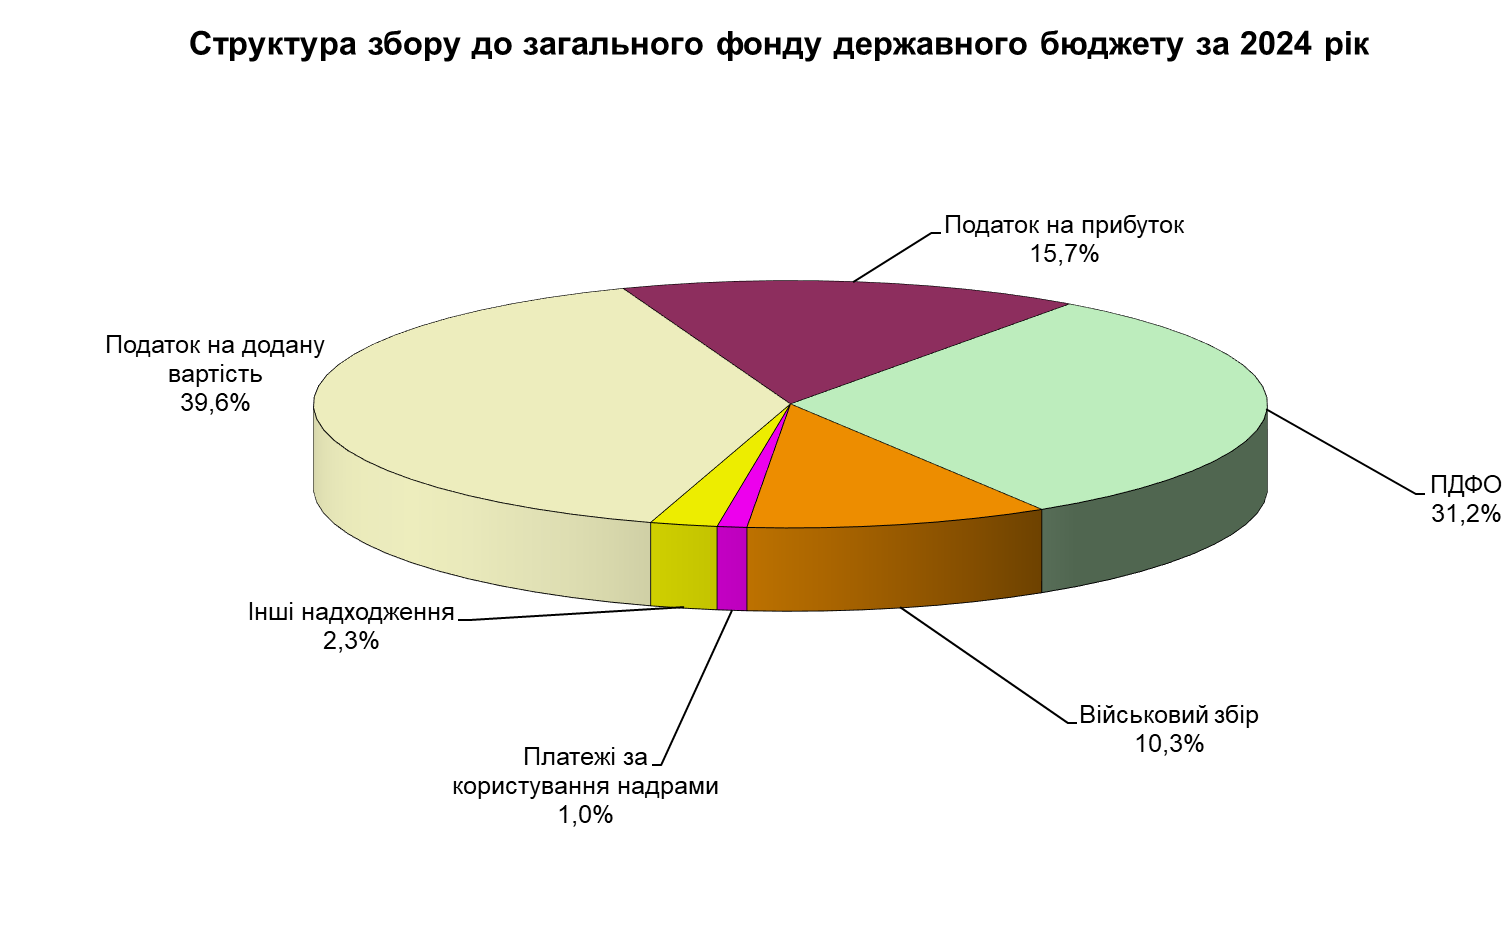 Структура збору до загального фонду державного бюджету за 2024 рік
Податок на прибуток
15,7%
Податок на додану
вартість
39,6%
ПДФО
31,2%
Інші надходження
2,3%
Військовий збір
10,3%
Платежі за
користування надрами
1,0%